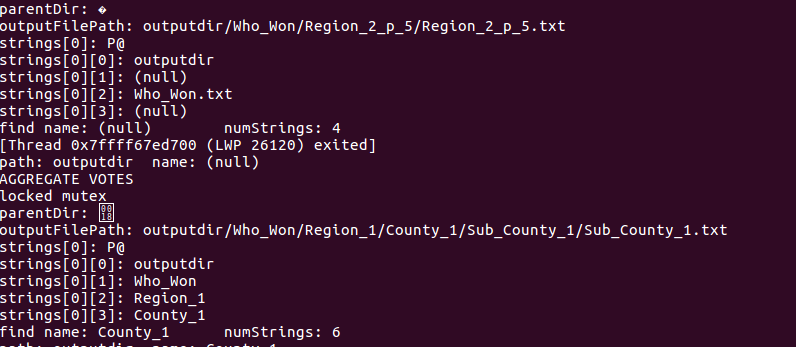 parentDir: �
outputFilePath: outputdir/Who_Won/Region_2_p_5/Region_2_p_5.txt
strings[0]: P@
strings[0][0]: outputdir
strings[0][1]: (null)
strings[0][2]: Who_Won.txt
strings[0][3]: (null)
find name: (null)        numStrings: 4
[Thread 0x7ffff67ed700 (LWP 26120) exited]
path: outputdir  name: (null)
AGGREGATE VOTES
locked mutex
parentDir: 
outputFilePath: outputdir/Who_Won/Region_1/County_1/Sub_County_1/Sub_County_1.txt
strings[0]: P@
strings[0][0]: outputdir
strings[0][1]: Who_Won
strings[0][2]: Region_1
strings[0][3]: County_1
find name: County_1      numStrings: 6
path: outputdir  name: County_1